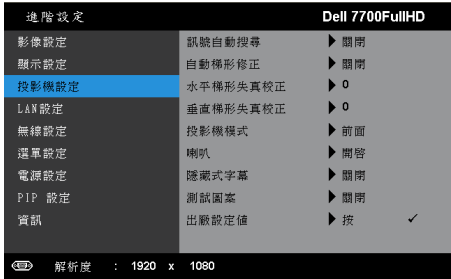 進階設定 Dell 7700FullHD
影像設定 訊號自動搜尋 ▶ 關閉
顯示設定 自動梯形修正 ▶ 關閉
投影機設定 水平梯形失真校正 ▶ 0
LAN設定 垂直梯形失真校正 ▶ 0
無線設定 投影機模式 ▶ 前面
選單設定 喇叭 ▶ 開啓
電源設定 隱藏式字幕 ▶ 關閉
PIP 設定 測試圖案 ▶ 關閉
資訊 出廠設定值 ▶ 按 ✓
解析度 : 1920 x 1080